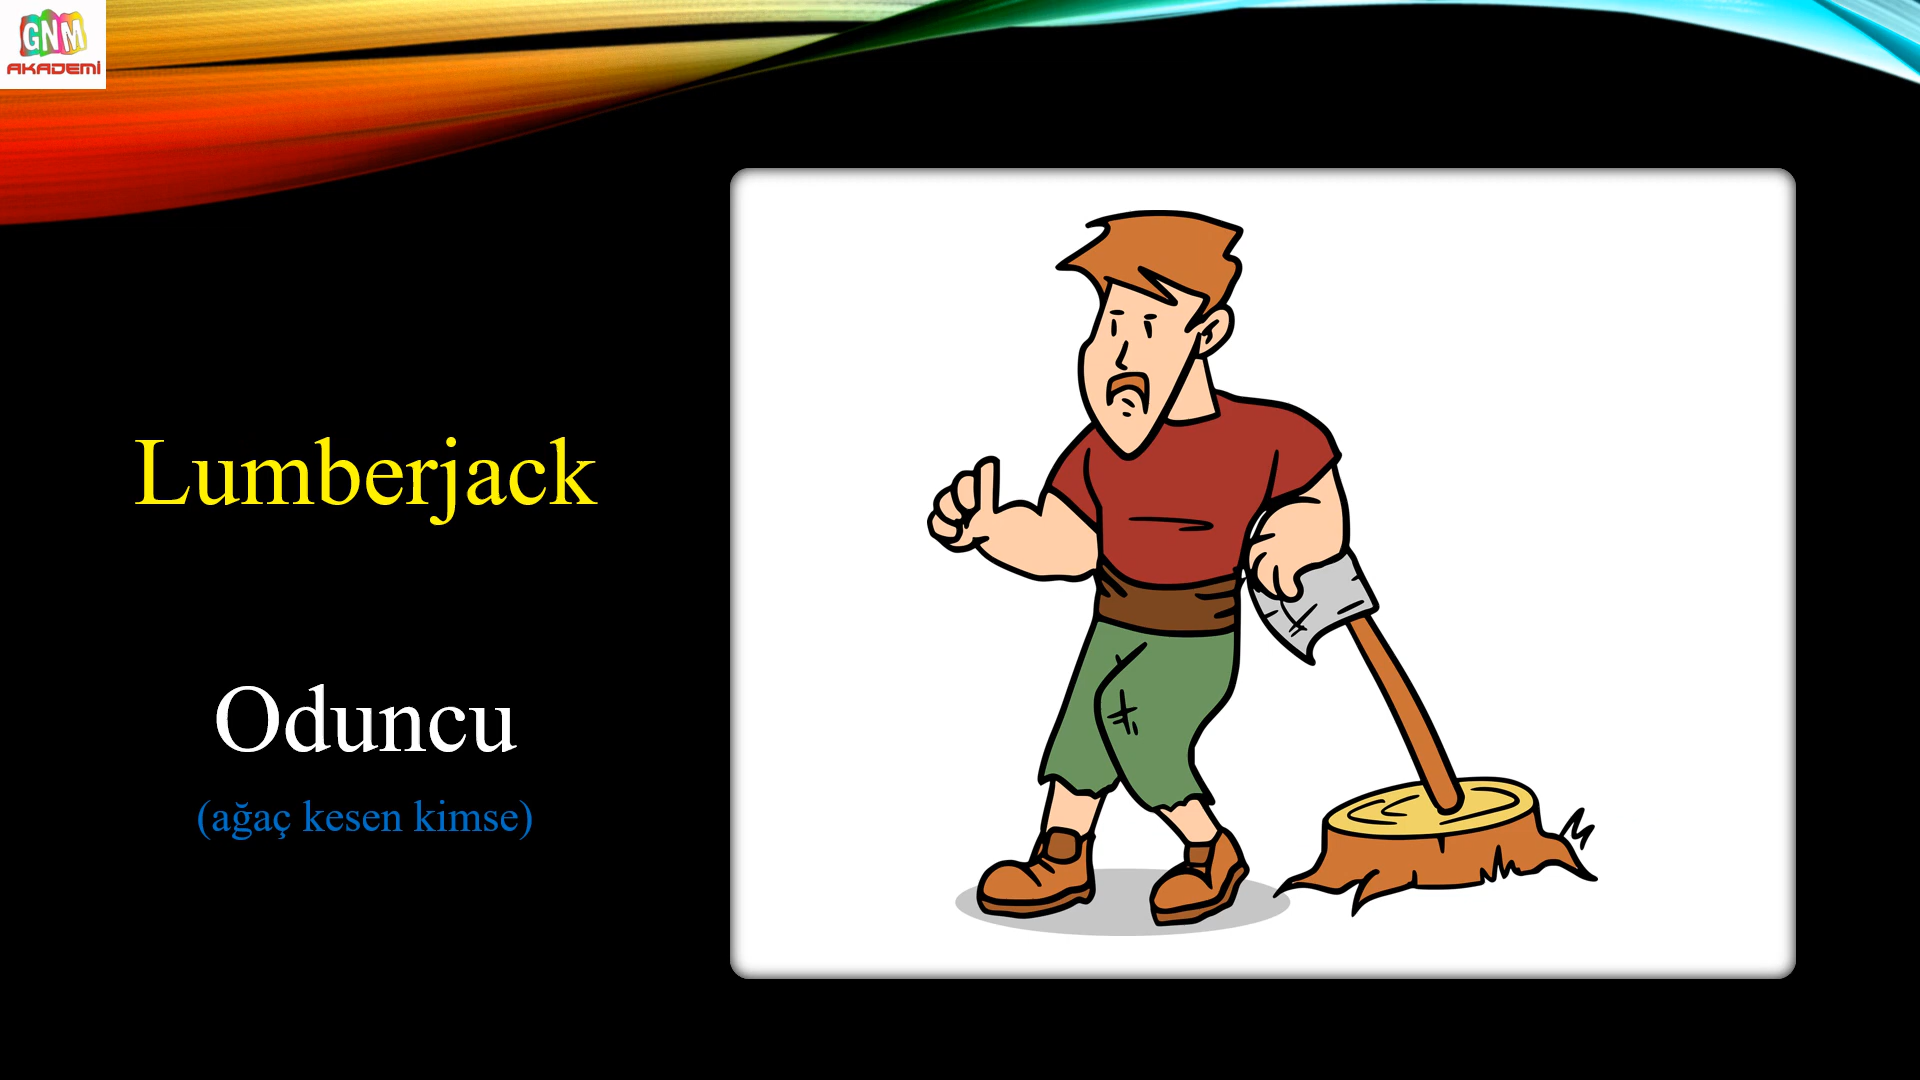 GNM
AKADEMİ
Lumberjack
Oduncu
(ağaç kesen kimse)